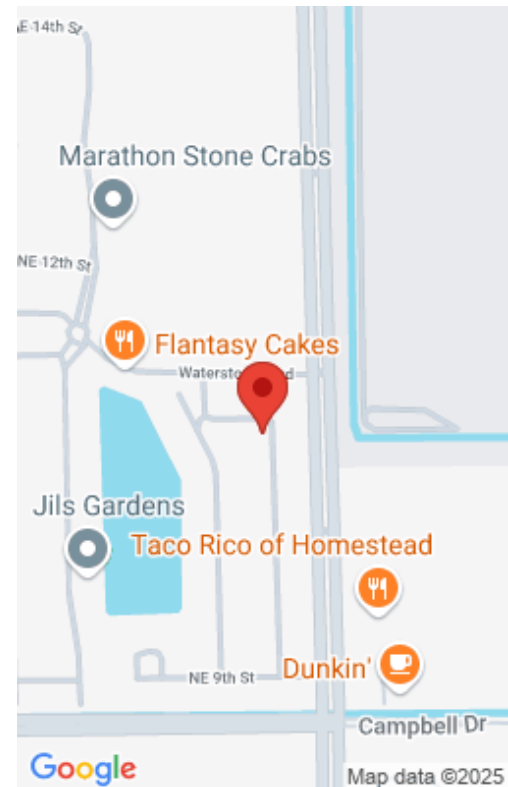 E 14th St
Marathon Stone Crabs
NE 12th St
Flantasy Cakes
Jils Gardens
Taco Rico of Homestead
NE 9th St
Dunkin'
Campbell Dr
Google
Map data ©2025